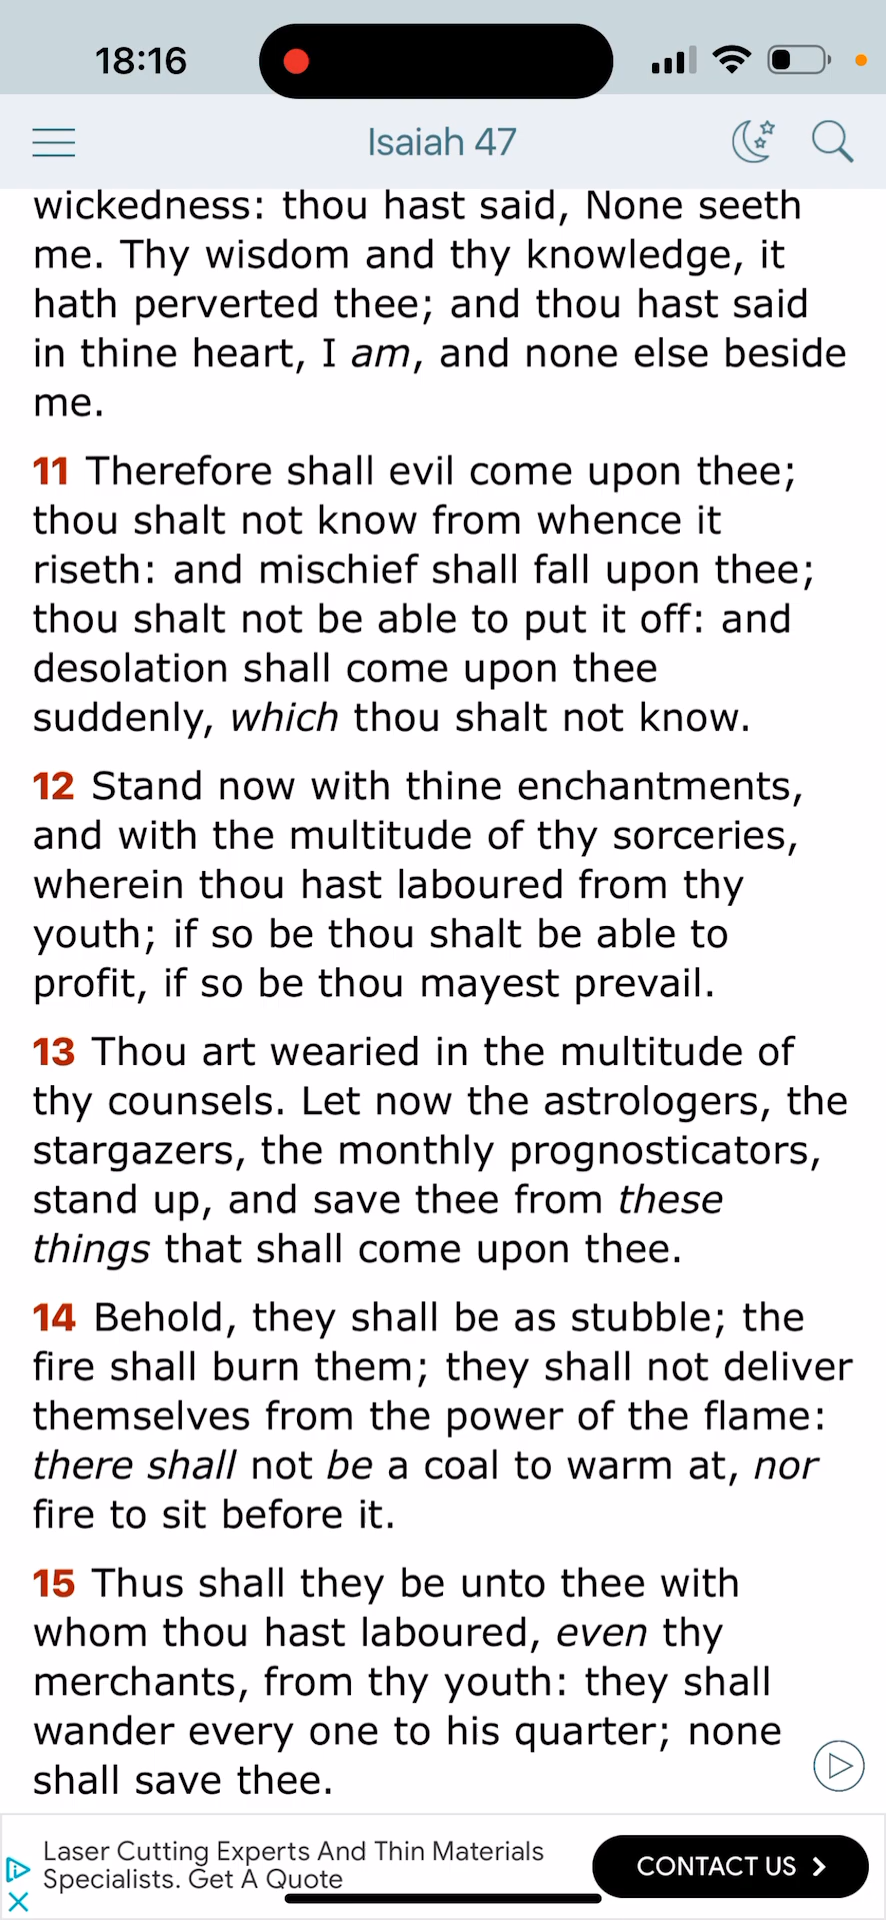 18:16
Isaiah 47
wickedness: thou hast said, None seeth
me. Thy wisdom and thy knowledge, it
hath perverted thee; and thou hast said
in thine heart, I am, and none else beside
me.
11 Therefore shall evil come upon thee;
thou shalt not know from whence it
riseth: and mischief shall fall upon thee;
thou shalt not be able to put it off: and
desolation shall come upon thee
suddenly, which thou shalt not know.
12 Stand now with thine enchantments,
and with the multitude of thy sorceries,
wherein thou hast laboured from thy
youth; if so be thou shalt be able to
profit, if so be thou mayest prevail.
13 Thou art wearied in the multitude of
thy counsels. Let now the astrologers, the
stargazers, the monthly prognosticators,
stand up, and save thee from these
things that shall come upon thee.
14 Behold, they shall be as stubble; the
fire shall burn them; they shall not deliver
themselves from the power of the flame:
there shall not be a coal to warm at, nor
fire to sit before it.
15 Thus shall they be unto thee with
whom thou hast laboured, even thy
merchants, from thy youth: they shall
wander every one to his quarter; none
shall save thee.
Laser Cutting Experts And Thin Materials
Specialists. Get A Quote
CONTACT US